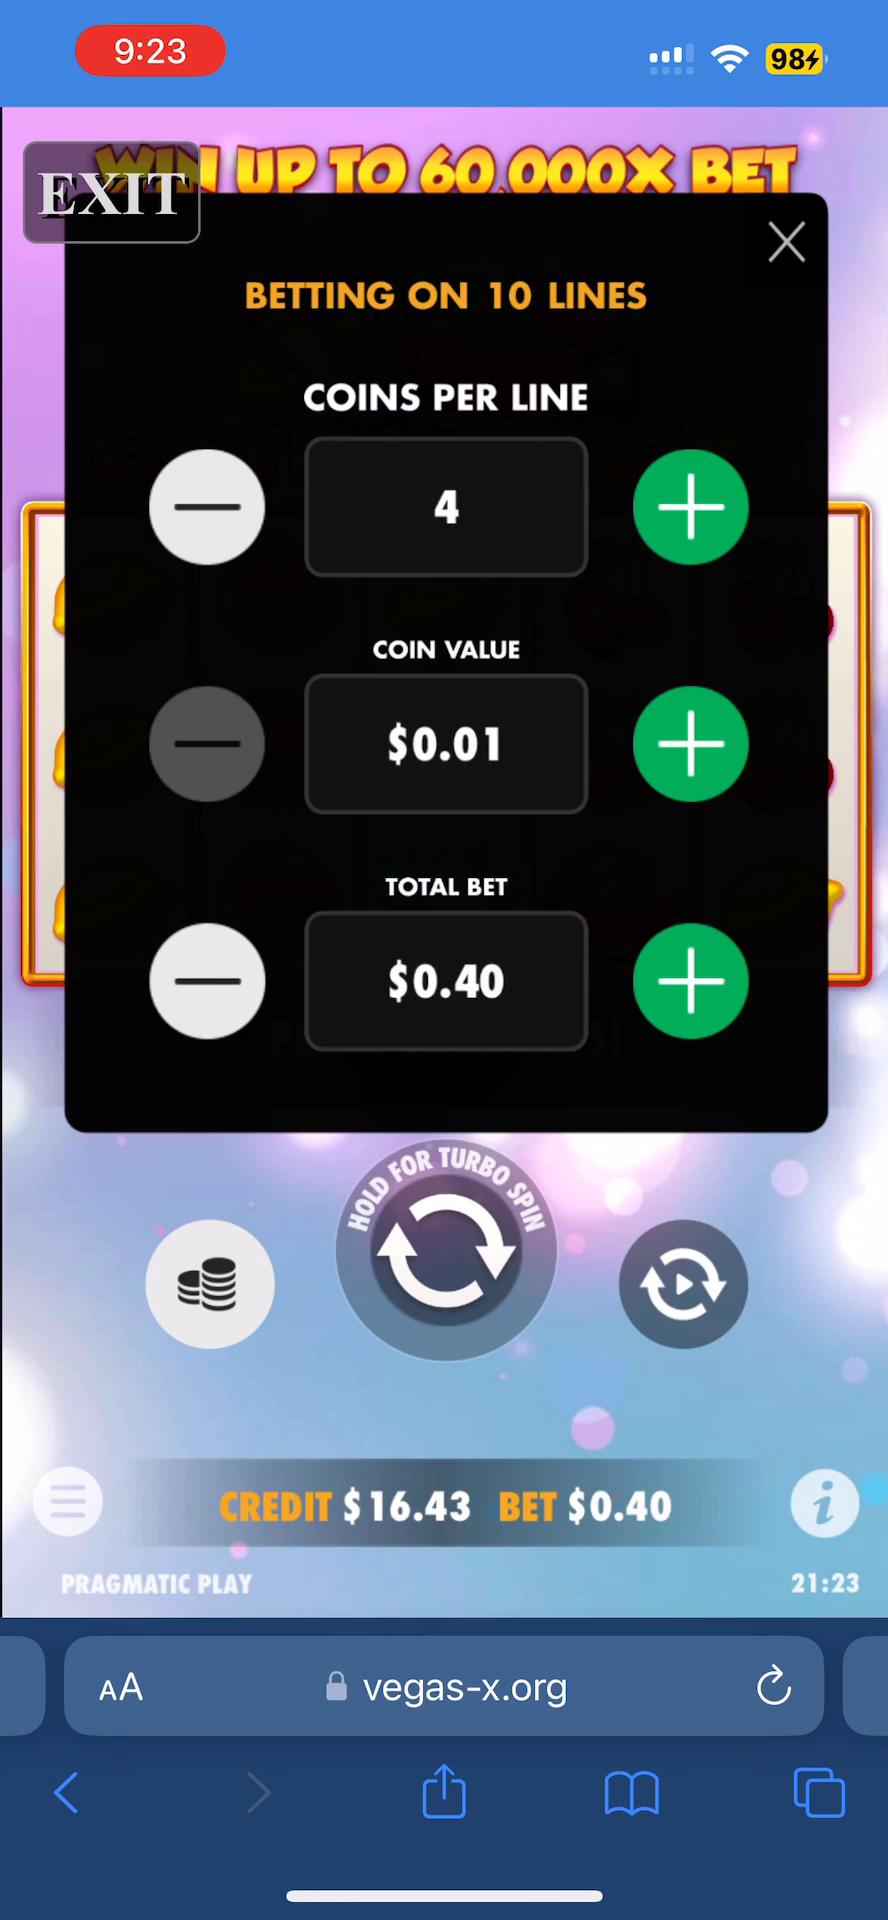 9:23
98
WIN UP TO 60,000X BET
EXIT
BETTING ON 10 LINES
COINS PER LINE
4
COIN VALUE
$0.01
TOTAL BET
$0.40
HOLD FOR TURBO SPIN
CREDIT $16.43 BET $0.40
PRAGMATIC PLAY
21:23
AA
vegas-x.org